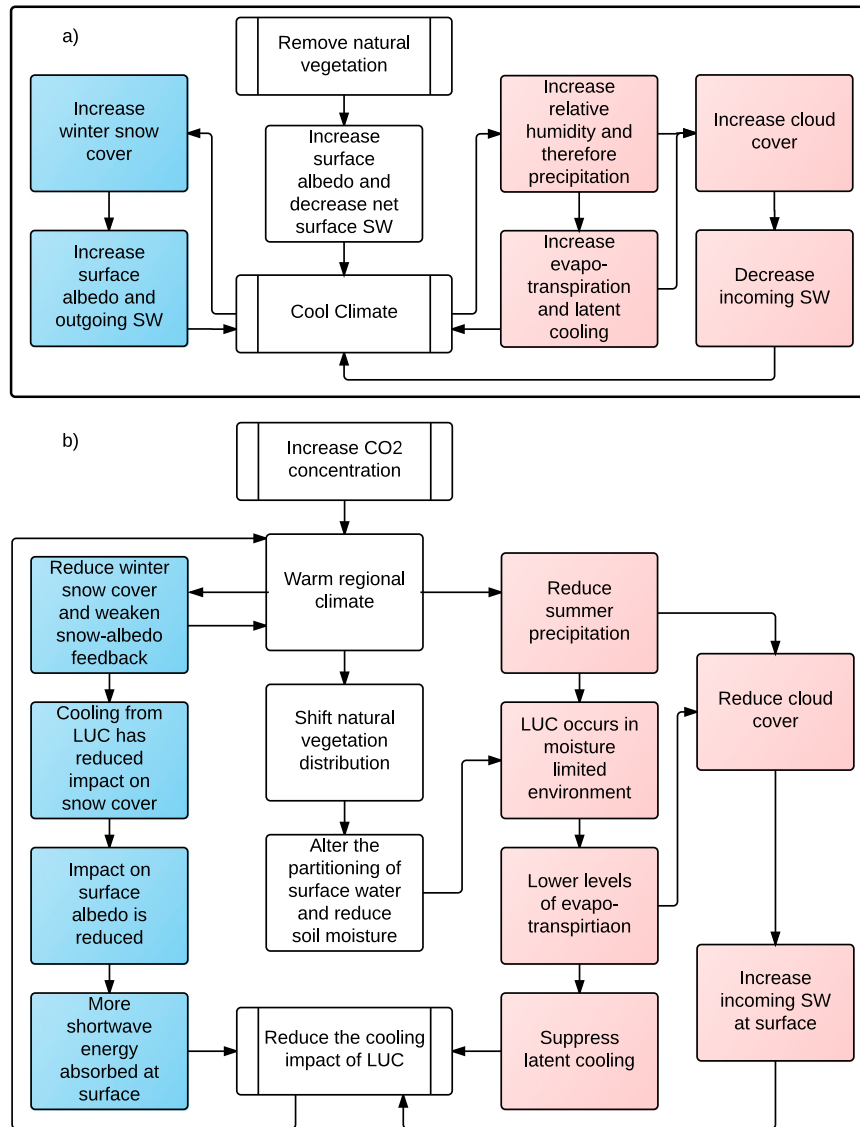 a)
Remove natural
vegetation
Increase
winter snow
cover
Increase
surface
albedo and
outgoing SW
Increase
surface
albedo and
decrease net
surface SW
Cool Climate
Increase
relative
humidity and
therefore
precipitation
Increase
evapo-
transpiration
and latent
cooling
Increase cloud
cover
Decrease
incoming SW
b)
Increase CO2
concentration
Warm regional
climate
Reduce winter
snow cover
and weaken
snow-albedo
feedback
Cooling from
LUC has
reduced
impact on
snow cover
Impact on
surface
albedo is
reduced
More
shortwave
energy
absorbed at
surface
Shift natural
vegetation
distribution
Alter the
partitioning of
surface water
and reduce
soil moisture
Reduce the cooling
impact of LUC
Reduce
summer
precipitation
LUC occurs in
moisture
limited
environment
Lower levels
of evapo-
transpirtiaon
Suppress
latent cooling
Reduce cloud
cover
Increase
incoming SW
at surface